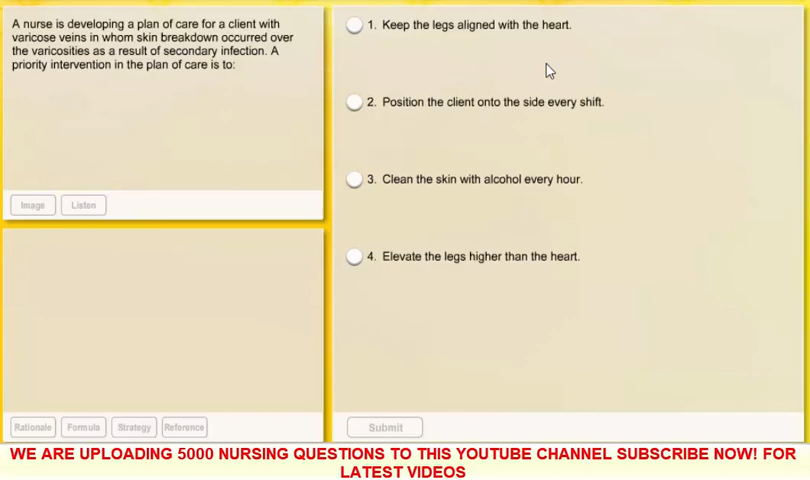 A nurse is developing a plan of care for a client with
varicose veins in whom skin breakdown occurred over
the varicosities as a result of secondary infection. A
priority intervention in the plan of care is to:
Image
Listen
1. Keep the legs aligned with the heart.
2. Position the client onto the side every shift.
3. Clean the skin with alcohol every hour.
4. Elevate the legs higher than the heart.
Rationale
Formula
Strategy
Reference
Submit
WE ARE UPLOADING 5000 NURSING QUESTIONS TO THIS YOUTUBE CHANNEL SUBSCRIBE NOW! FOR
LATEST VIDEOS